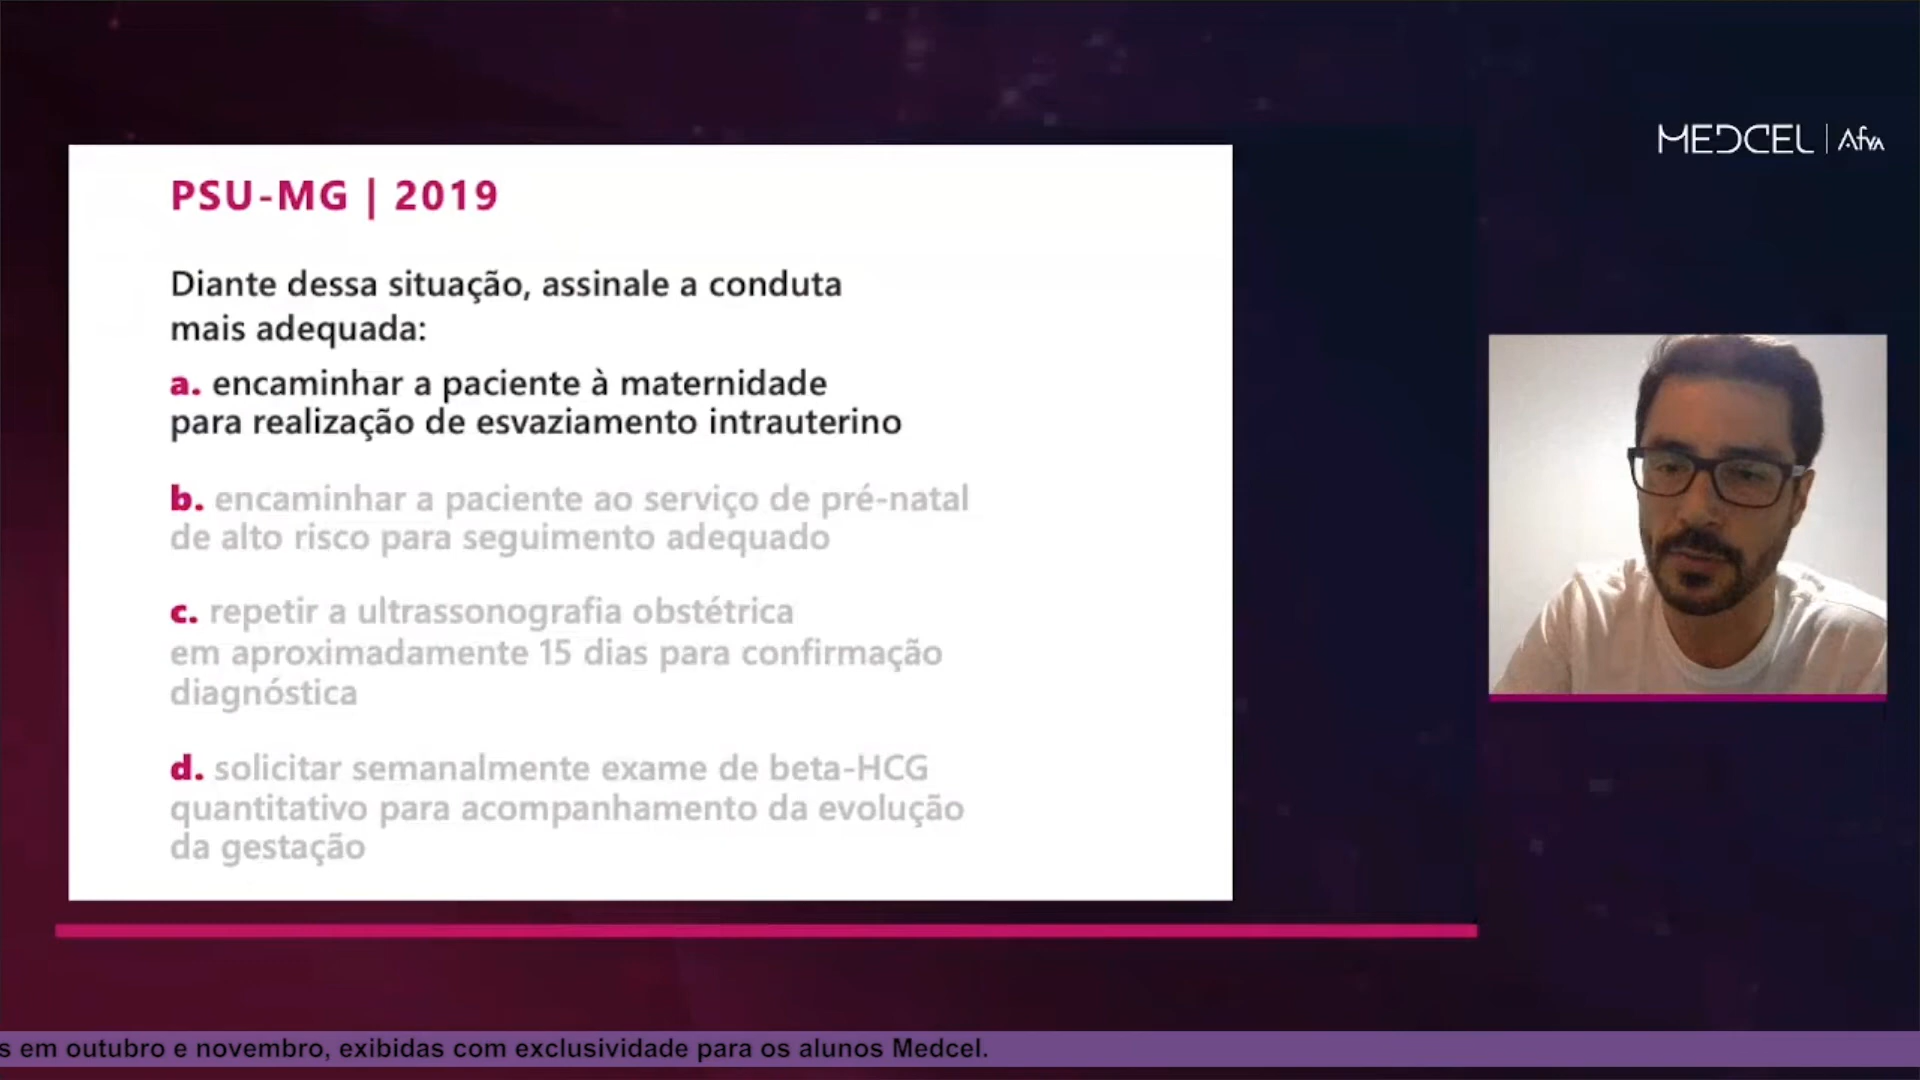 MEDCEL | Afya
PSU-MG | 2019
Diante dessa situação, assinale a conduta
mais adequada:
a. encaminhar a paciente à maternidade
para realização de esvaziamento intrauterino
b. encaminhar a paciente ao serviço de pré-natal
de alto risco para seguimento adequado
c. repetir a ultrassonografia obstétrica
em aproximadamente 15 dias para confirmação
diagnóstica
d. solicitar semanalmente exame de beta-HCG
quantitativo para acompanhamento da evolução
da gestação
s em outubro e novembro, exibidas com exclusividade para os alunos Medcel.